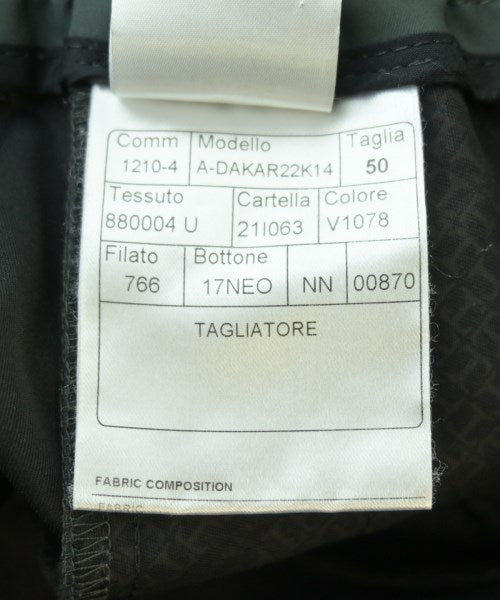 Comm Modello Taglia
1210-4 A-DAKAR22K14 50
Tessuto Cartella Colore
880004 U 21I063 V1078
Filato Bottone
766 17NEO NN 00870
TAGLIATORE
FABRIC COMPOSITION
FABRIC